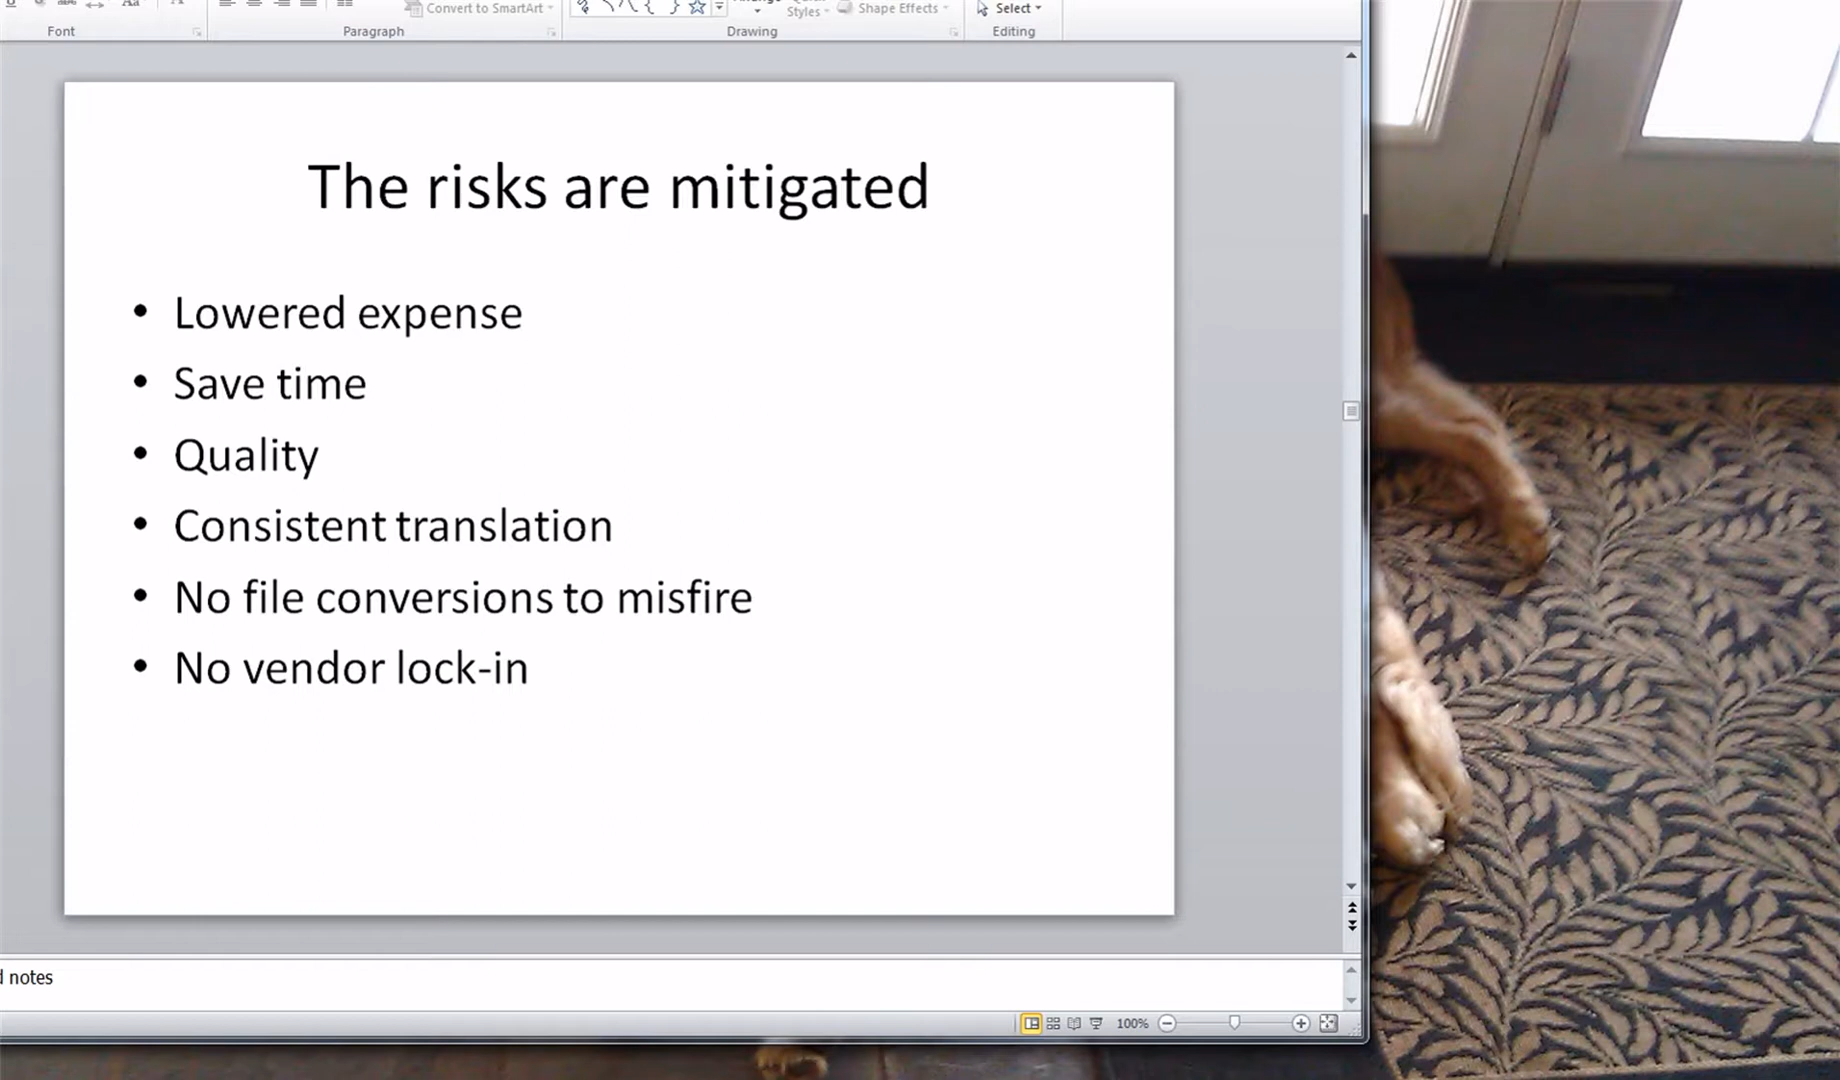 Convert to SmartArt
Styles
Shape Effects
Select
Font
Paragraph
Drawing
Editing
The risks are mitigated
• Lowered expense
• Save time
• Quality
• Consistent translation
• No file conversions to misfire
• No vendor lock-in
notes
100%